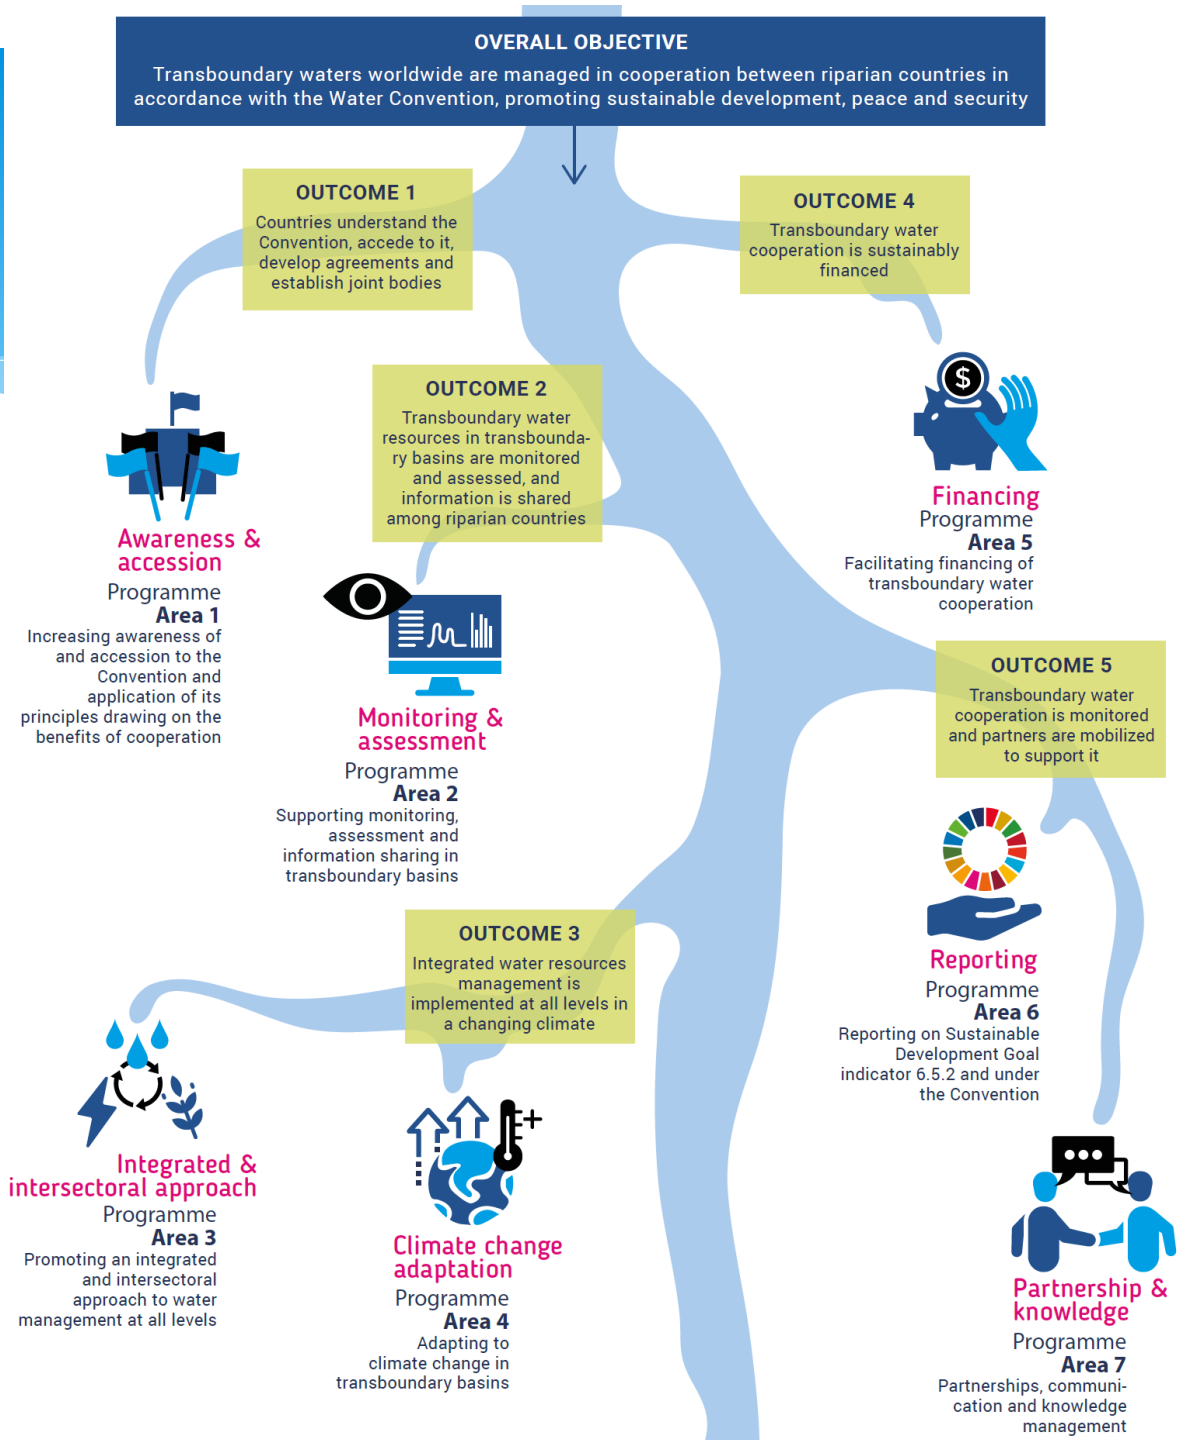 OVERALL OBJECTIVE
Transboundary waters worldwide are managed in cooperation between riparian countries in
accordance with the Water Convention, promoting sustainable development, peace and security
OUTCOME 1
Countries understand the
Convention, accede to it,
develop agreements and
establish joint bodies
OUTCOME 4
Transboundary water
cooperation is sustainably
financed
OUTCOME 2
Transboundary water
resources in transbounda-
ry basins are monitored
and assessed, and
information is shared
among riparian countries
$
Financing
Programme
Area 5
Facilitating financing of
transboundary water
cooperation
Awareness &
accession
Programme
Area 1
Increasing awareness of
and accession to the
Convention and
application of its
principles drawing on the
benefits of cooperation
Monitoring &
assessment
Programme
Area 2
Supporting monitoring,
assessment and
information sharing in
transboundary basins
OUTCOME 5
Transboundary water
cooperation is monitored
and partners are mobilized
to support it
Reporting
Programme
Area 6
Reporting on Sustainable
Development Goal
indicator 6.5.2 and under
the Convention
OUTCOME 3
Integrated water resources
management is
implemented at all levels in
a changing climate
Integrated &
intersectoral approach
Programme
Area 3
Promoting an integrated
and intersectoral
approach to water
management at all levels
Climate change
adaptation
Programme
Area 4
Adapting to
climate change in
transboundary basins
Partnership &
knowledge
Programme
Area 7
Partnerships, communi-
cation and knowledge
management